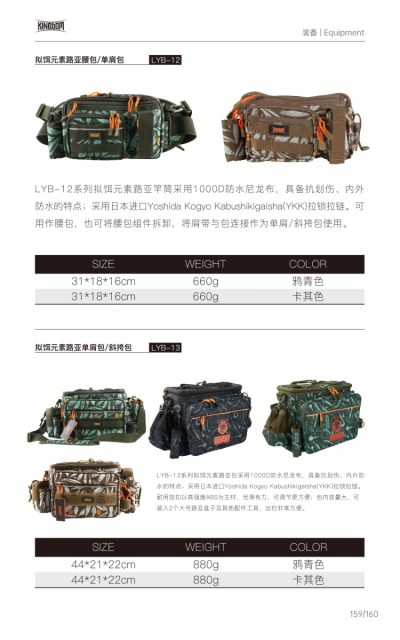 KINGDOM
装备 | Equipment
拟饵元素路亚腰包/单肩包 LYB-12
LYB-12系列拟饵元素路亚竿筒采用1000D防水尼龙布，具备抗划伤、内外
防水的特点；采用日本进口Yoshida Kogyo Kabushikigaisha(YKK)拉锁拉链。可
用作腰包，也可将腰包组件拆卸，将肩带与包连接作为单肩/斜挎包使用。
SIZE WEIGHT COLOR
31*18*16cm 660g 鸦青色
31*18*16cm 660g 卡其色
拟饵元素路亚单肩包/斜挎包 LYB-13
LYB-13系列拟饵元素路亚包采用1000D防水尼龙布，具备抗划伤、内外防
水的特点；采用日本进口Yoshida Kogyo Kabushikigaisha(YKK)拉锁拉链。
耐用挂扣以高强度ABS为主材，光滑有力，可调节更方便；包内容量大，可
装入2个大号路亚盒子及其他配件工具，出钓非常方便。
SIZE WEIGHT COLOR
44*21*22cm 880g 鸦青色
44*21*22cm 880g 卡其色
159/160